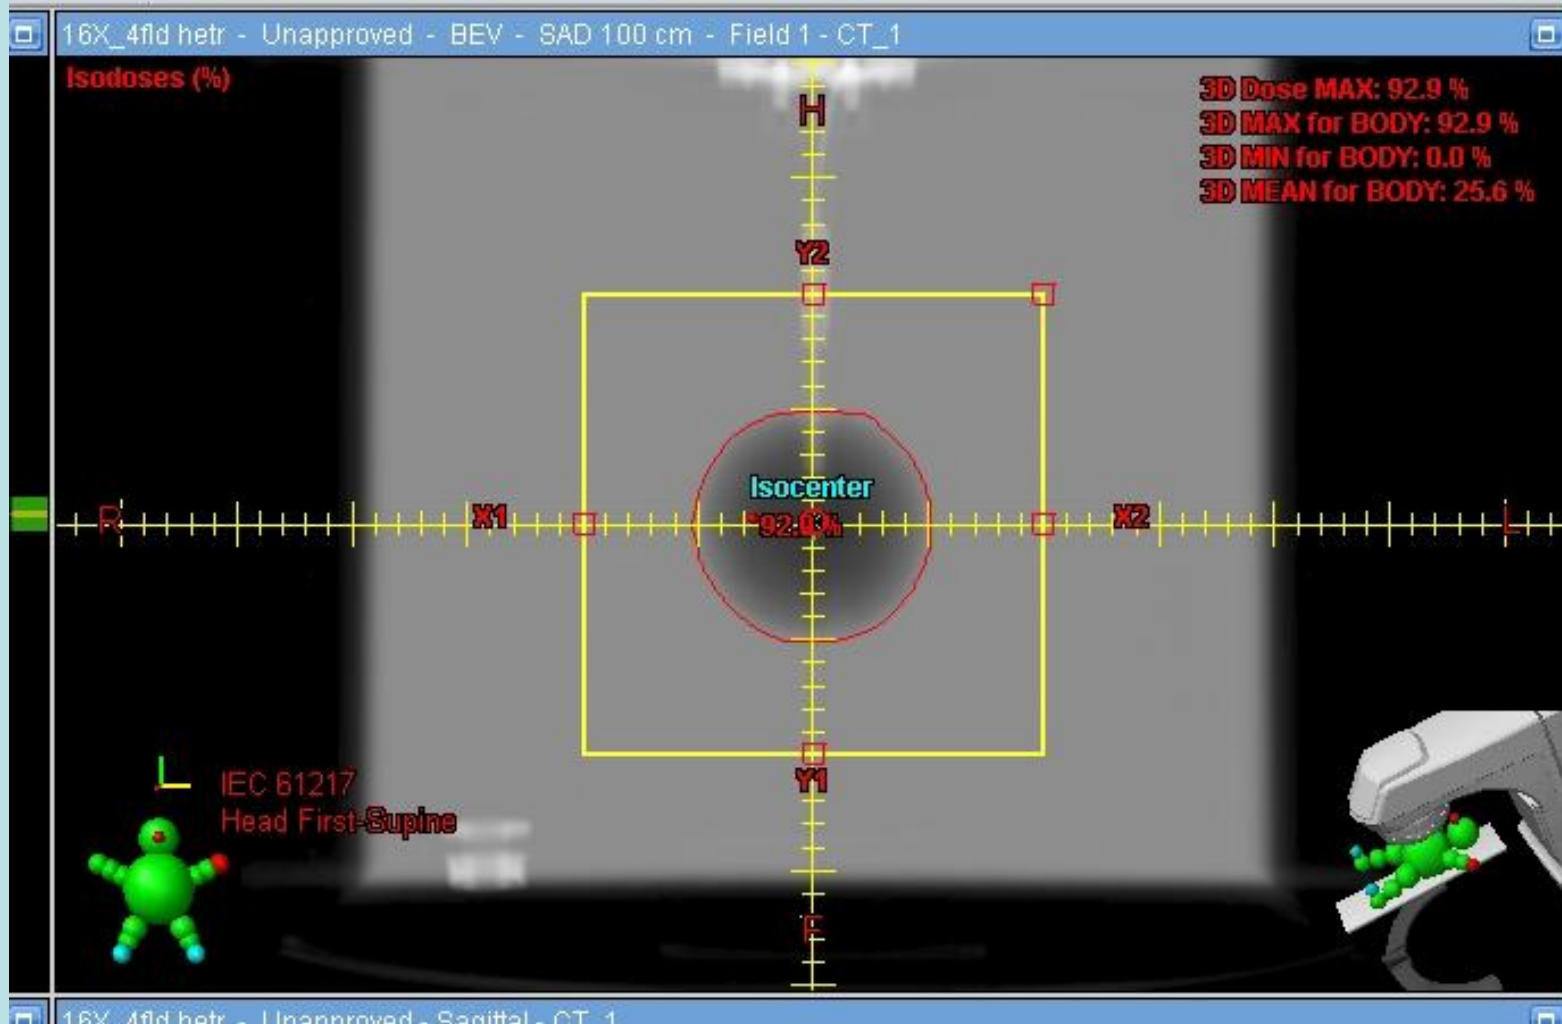 16X_4fld hetr - Unapproved - BEV - SAD 100 cm - Field 1 - CT_1
Isodoses (%)
3D Dose MAX: 92.9 %
3D MAX for BODY: 92.9 %
3D MIN for BODY: 0.0 %
3D MEAN for BODY: 25.6 %
H
Y2
Isocenter
R
X1
X2
L
Y1
IEC 61217
Head First-Supine
F
16X_4fld hetr - Unapproved - Sagittal - CT_1